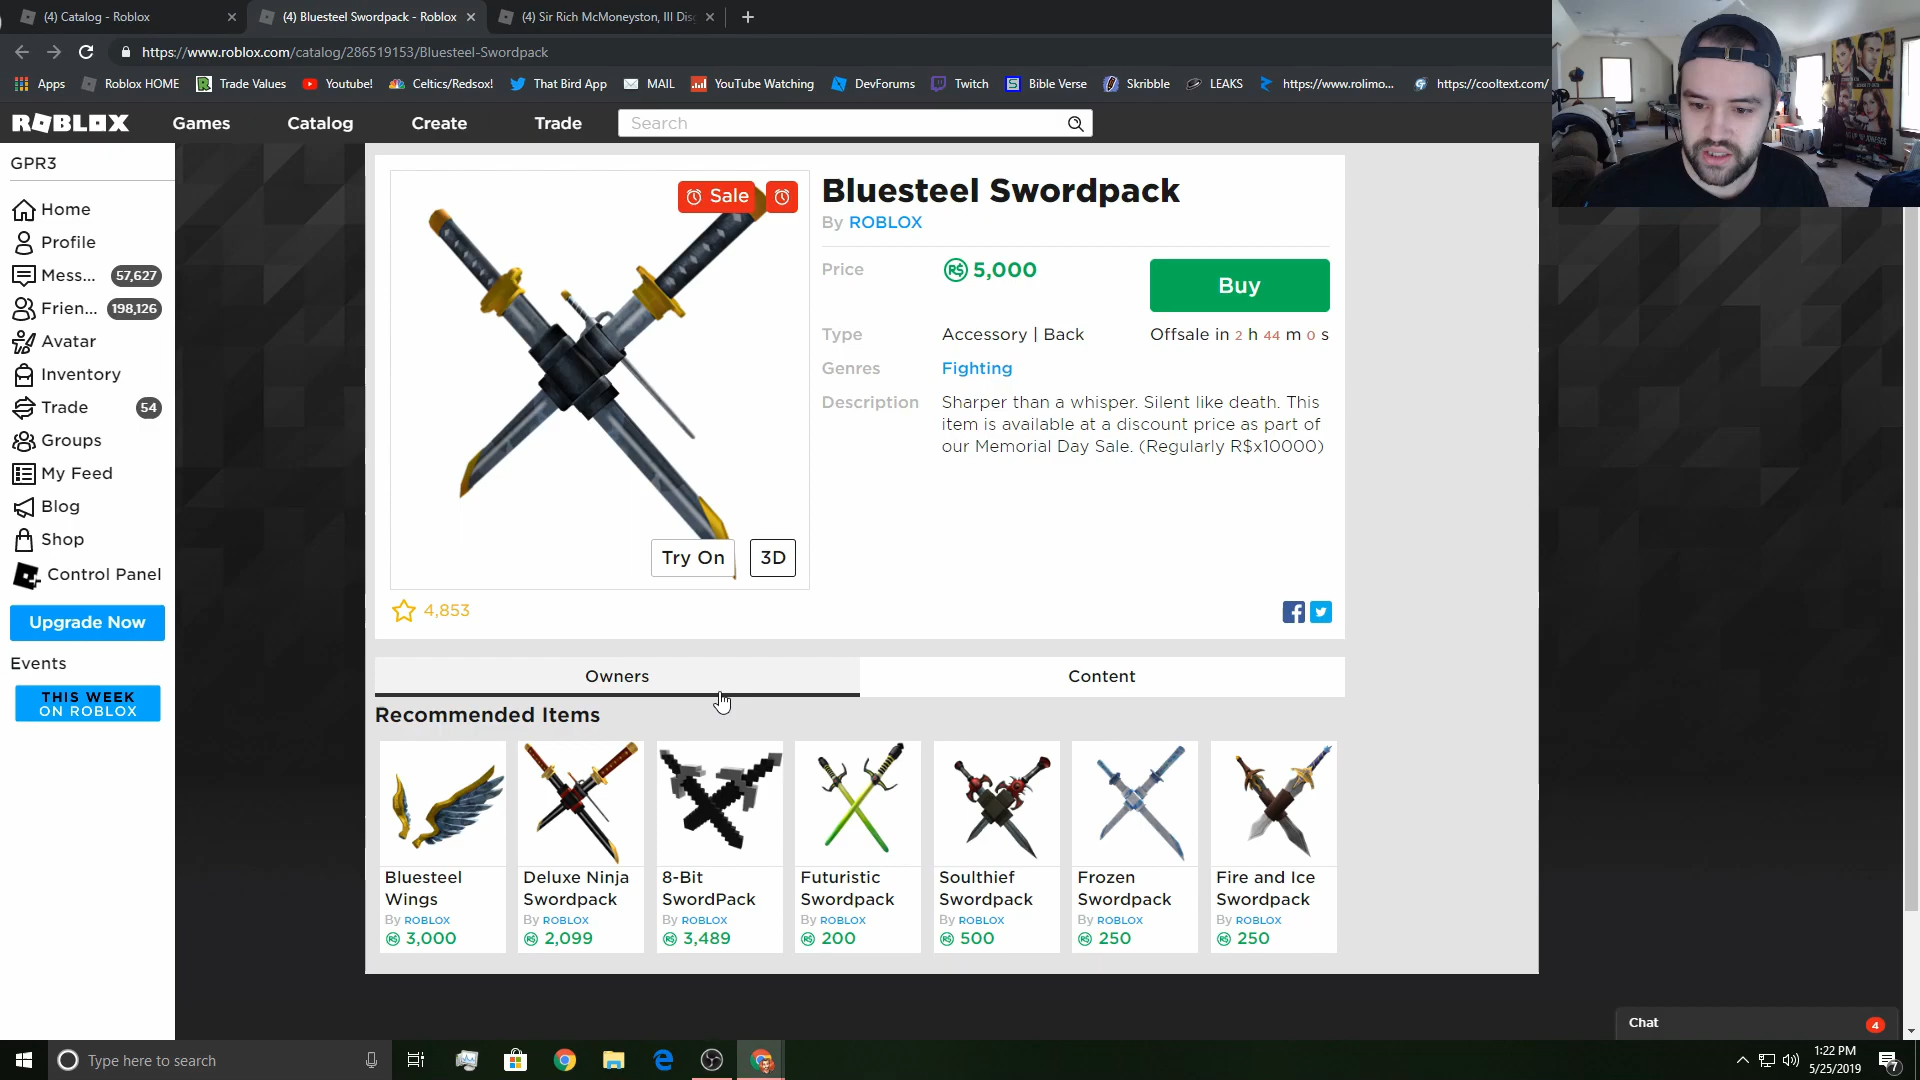 (4) Catalog - Roblox
(4) Bluesteel Swordpack - Roblox
(4) Sir Rich McMoneyston, III Dis
https://www.roblox.com/catalog/286519153/Bluesteel-Swordpack
Apps
Roblox HOME
Trade Values
Youtube!
Celtics/Redsox!
That Bird App
MAIL
YouTube Watching
DevForums
Twitch
Bible Verse
Skribble
LEAKS
https://www.rolimo...
https://cooltext.com/
ROBLOX
Games
Catalog
Create
Trade
Search
GPR3
Home
Profile
Mess... 57,627
Frien... 198,126
Avatar
Inventory
Trade 54
Groups
My Feed
Blog
Shop
Control Panel
Upgrade Now
Events
THIS WEEK
ON ROBLOX
Sale
Try On
3D
4,853
Bluesteel Swordpack
By ROBLOX
Price R$ 5,000
Buy
Type Accessory | Back
Offsale in 2 h 44 m 0 s
Genres Fighting
Description Sharper than a whisper. Silent like death. This
item is available at a discount price as part of
our Memorial Day Sale. (Regularly R$x10000)
Owners
Content
Recommended Items
Bluesteel
Wings
By ROBLOX
R$ 3,000
Deluxe Ninja
Swordpack
By ROBLOX
R$ 2,099
8-Bit
SwordPack
By ROBLOX
R$ 3,489
Futuristic
Swordpack
By ROBLOX
R$ 200
Soulthief
Swordpack
By ROBLOX
R$ 500
Frozen
Swordpack
By ROBLOX
R$ 250
Fire and Ice
Swordpack
By ROBLOX
R$ 250
Chat 4
Type here to search
1:22 PM
5/25/2019
7